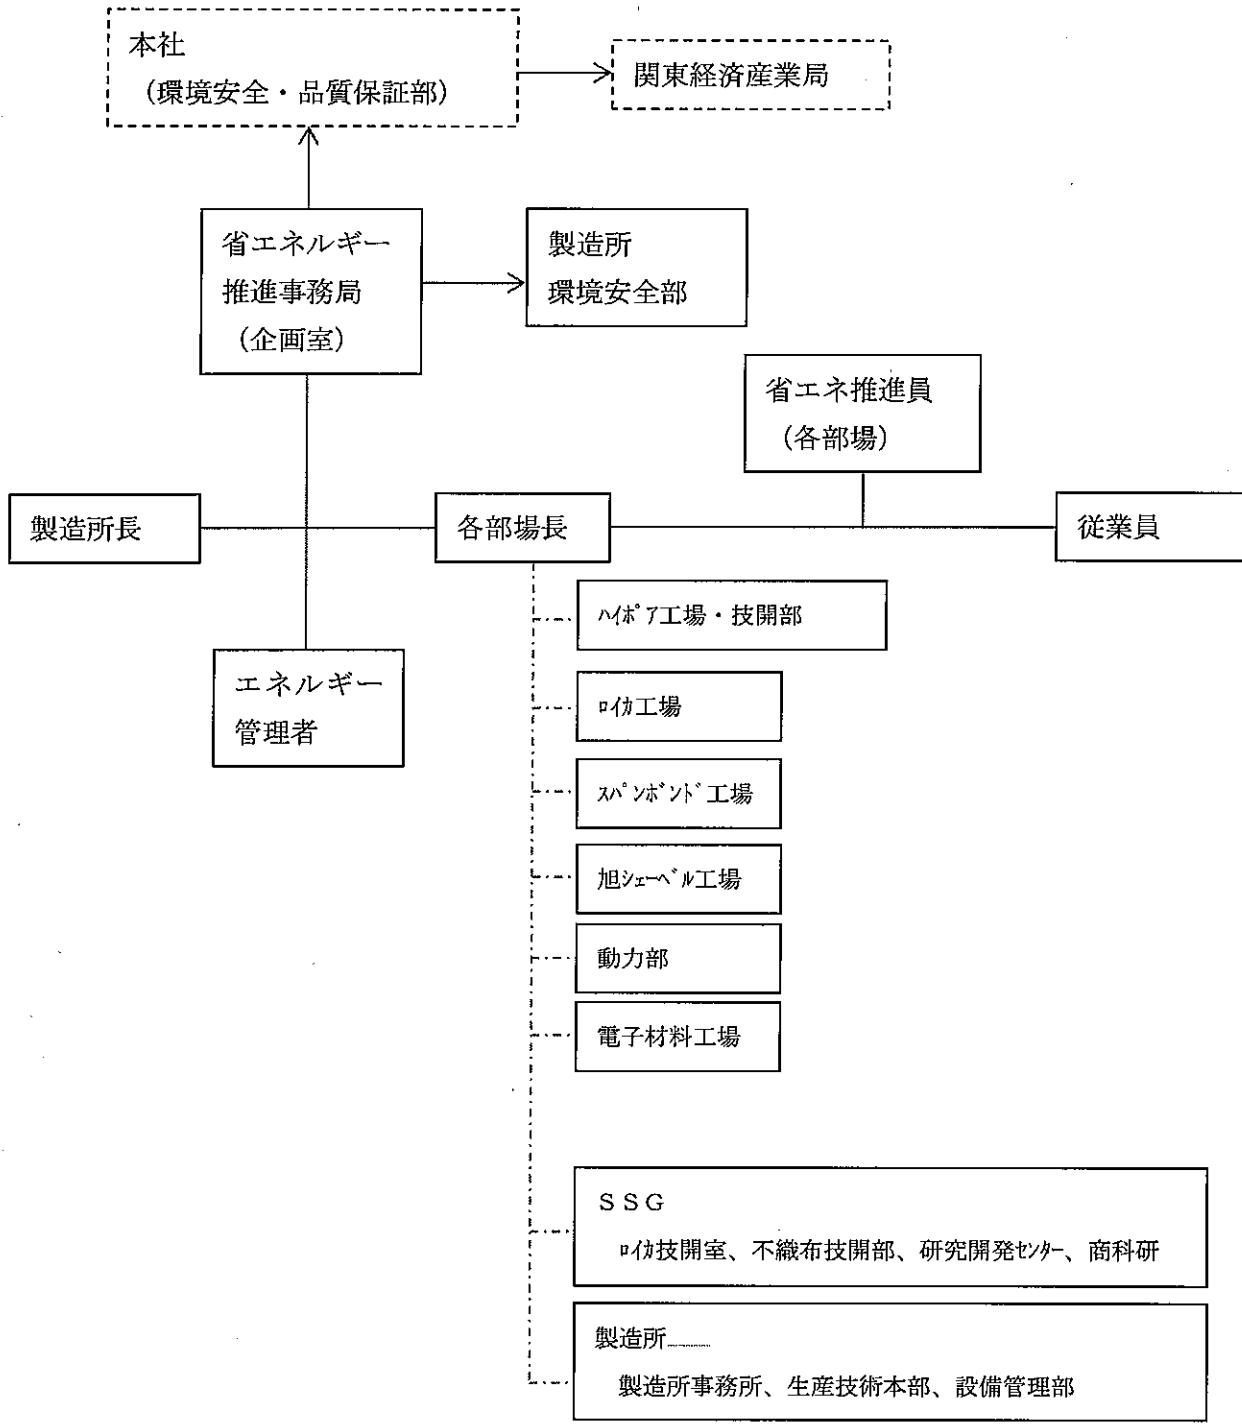 本社
(環境安全・品質保証部)
関東経済産業局
省エネルギー
推進事務局
(企画室)
製造所
環境安全部
省エネ推進員
(各部場)
製造所長
各部場長
従業員
エネルギー
管理者
ﾊｲﾎﾟｱ工場・技開部
ﾛｲｶ工場
ｽﾊﾟﾝﾎﾞﾝﾄﾞ工場
旭ｼｪｰﾍﾞﾙ工場
動力部
電子材料工場
ＳＳＧ
ﾛｲｶ技開室、不織布技開部、研究開発ｾﾝﾀｰ、商科研
製造所
製造所事務所、生産技術本部、設備管理部